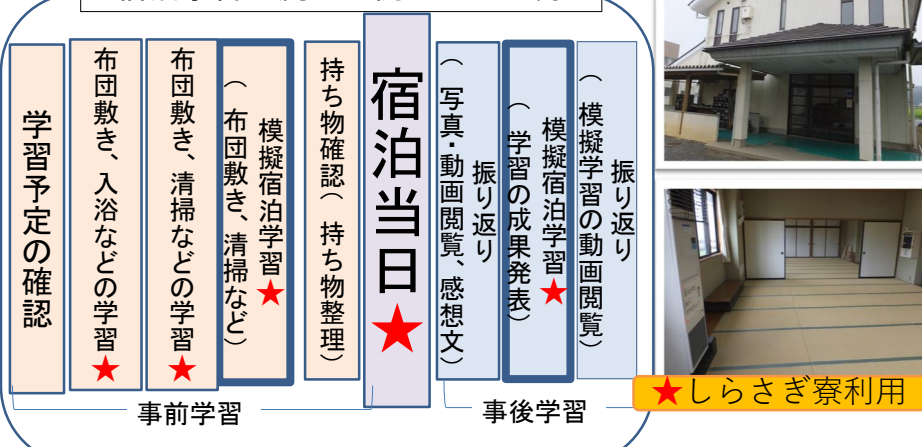 学習予定の確認
布団敷き、入浴などの学習★
布団敷き、清掃などの学習★
模擬宿泊学習★
（布団敷き、清掃など）
持ち物確認（持ち物整理）
宿泊当日★
振り返り
（写真・動画閲覧、感想文）
模擬宿泊学習★
（学習の成果発表）
振り返り
（模擬学習の動画閲覧）
事前学習
事後学習
★しらさぎ寮利用